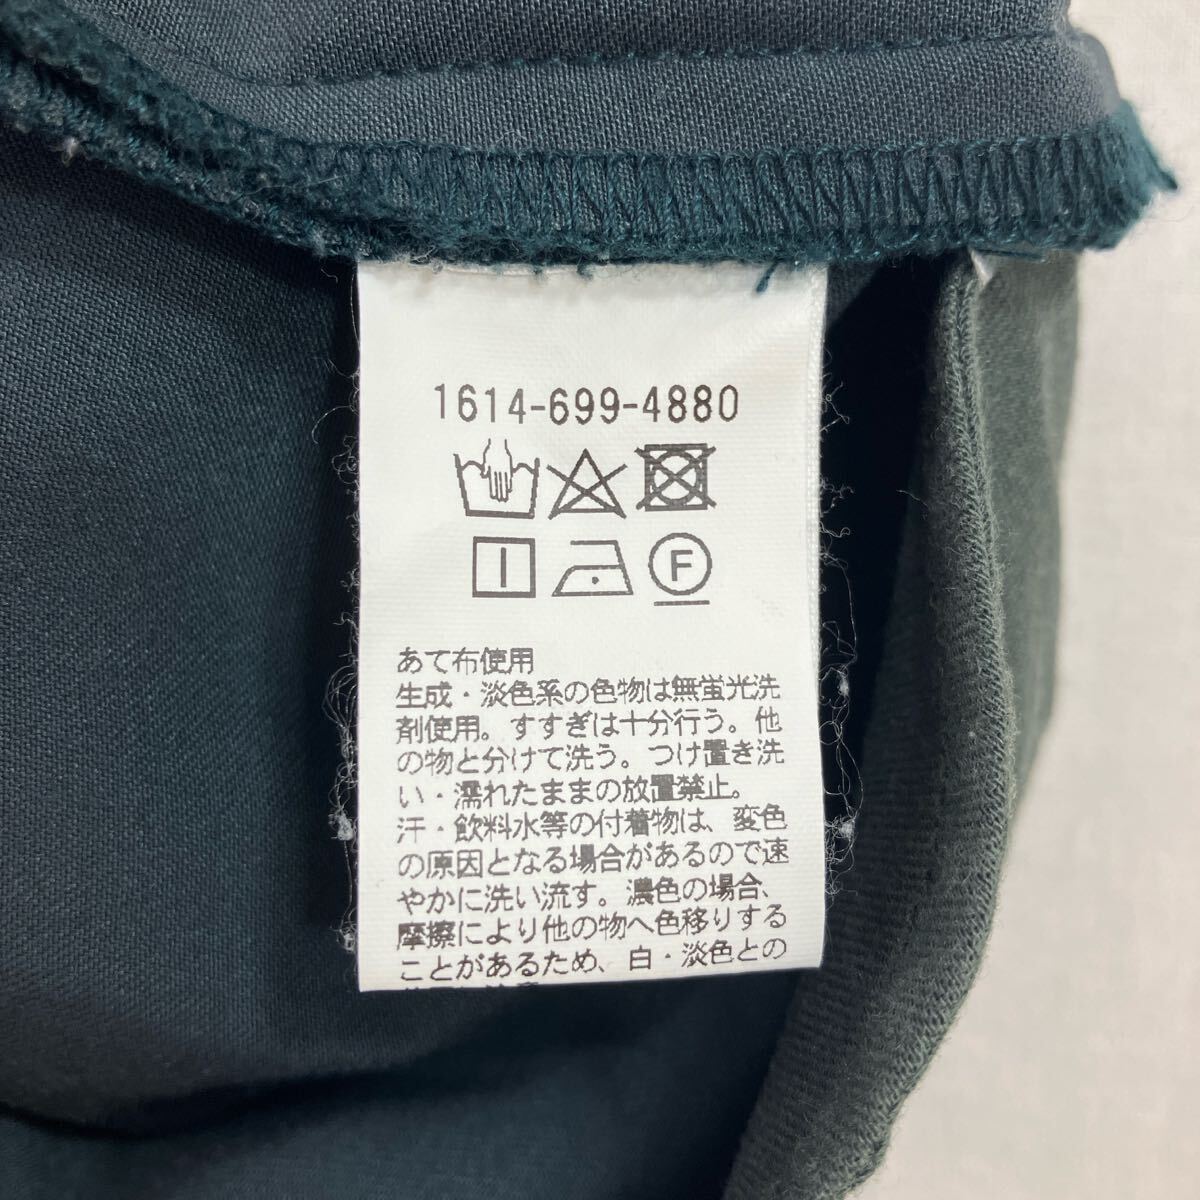 1614-699-4880
F
あて布使用
生成・淡色系の色物は無蛍光洗
剤使用。すすぎは十分行う。他
の物と分けて洗う。つけ置き洗
い・濡れたままの放置禁止。
汗・飲料水等の付着物は、変色
の原因となる場合があるので速
やかに洗い流す。濃色の場合、
摩擦により他の物へ色移りする
ことがあるため、白・淡色との